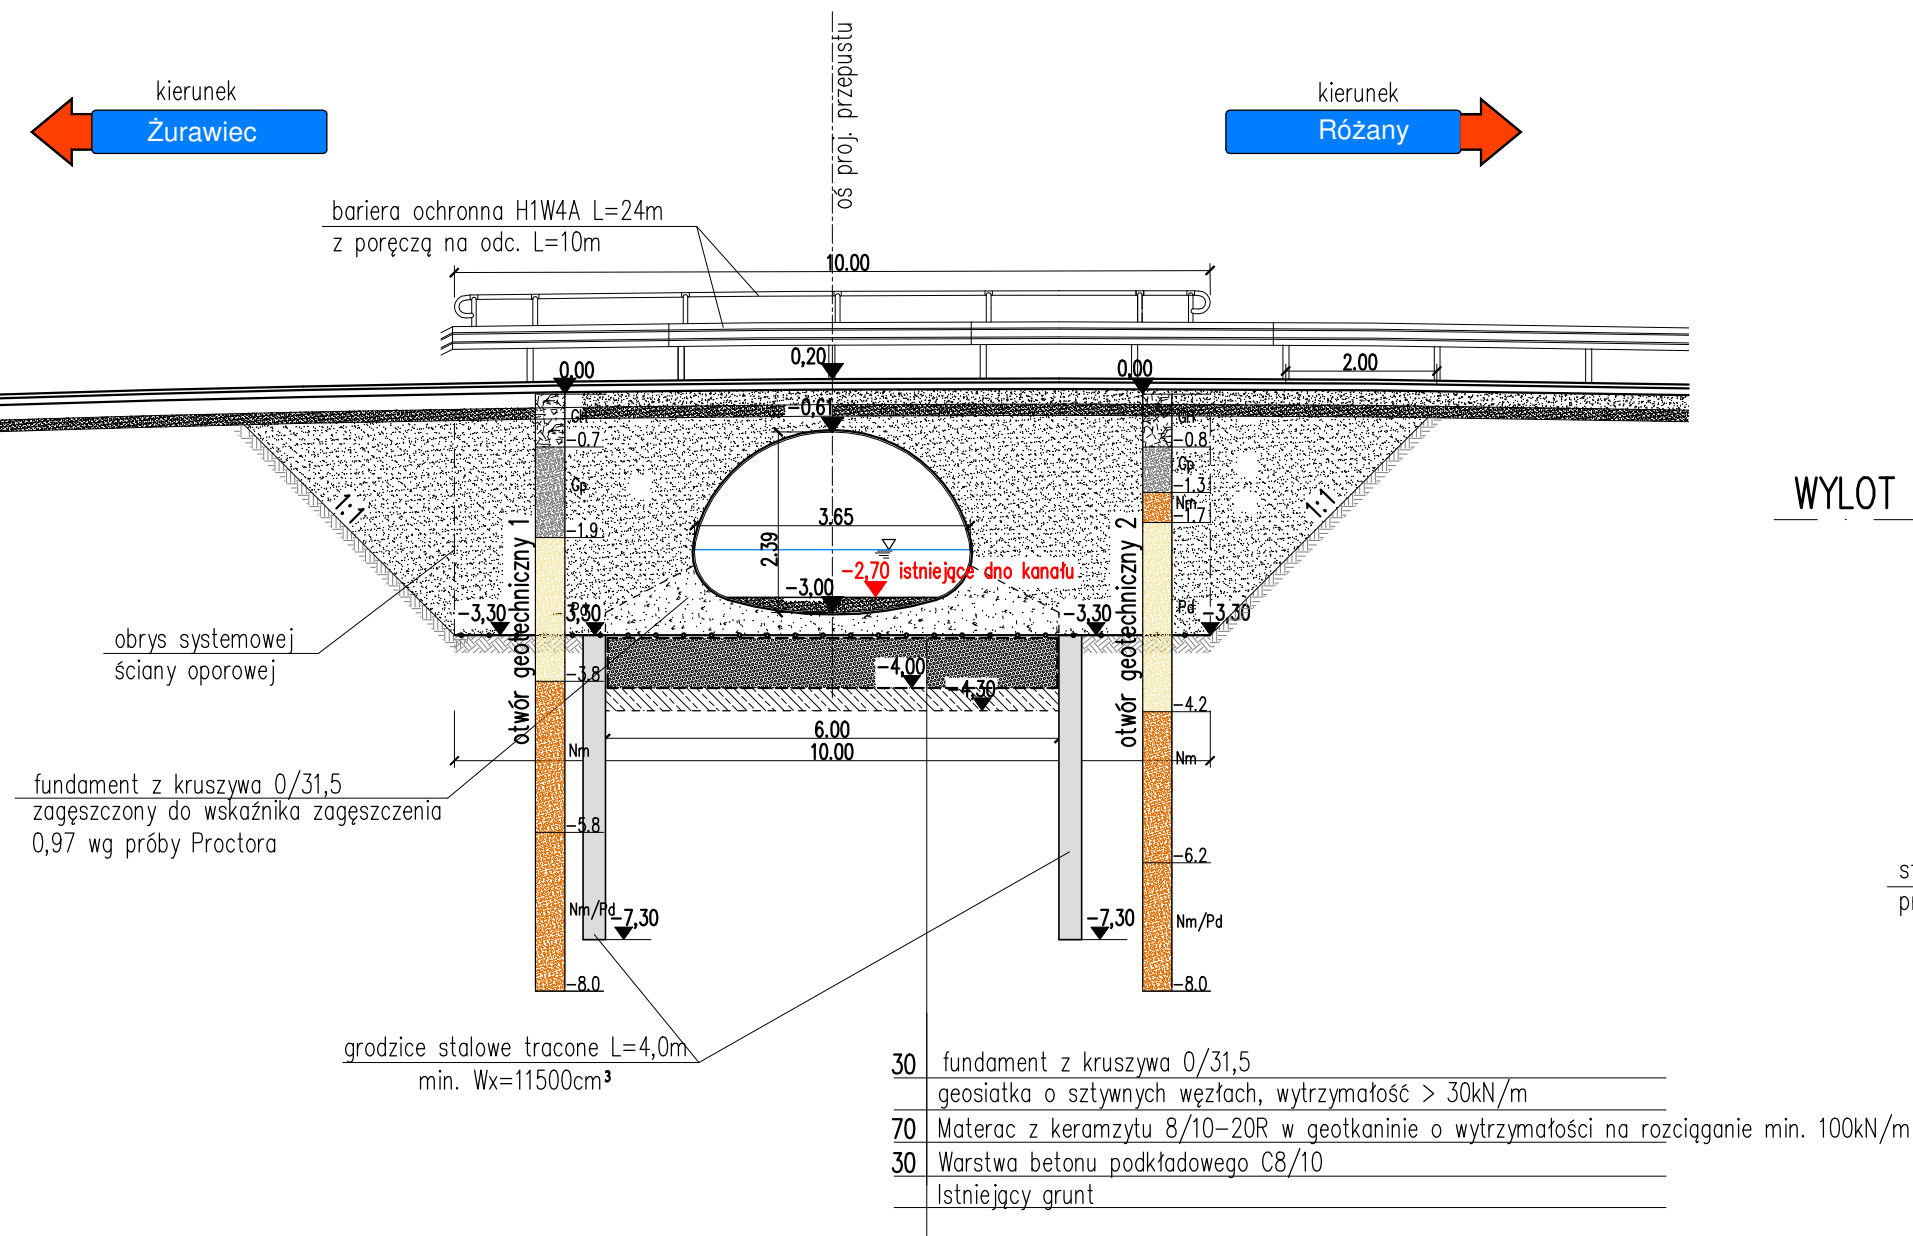 kierunek
Żurawiec
kierunek
Różany
oś proj. przepustu
bariera ochronna H1W4A L=24m
z poręczą na odc. L=10m
10.00
0,20
0,00
0,00
2.00
-0,61
Gp
-0.7
-1.9
-0.8
Gp
-1.3
Nm
-1.7
1:1
1:1
3.65
2.39
-2,70 istniejące dno kanału
-3,00
-3,30
3,30
-3,30
-3,30
Pd
otwór geotechniczny 1
otwór geotechniczny 2
WYLOT
obrys systemowej
ściany oporowej
-3.8
-4,00
-4,30
-4.2
6.00
10.00
Nm
Nm
fundament z kruszywa 0/31,5
zagęszczony do wskaźnika zagęszczenia
0,97 wg próby Proctora
-5.8
-6.2
Nm/Pd
-7,30
-7,30
Nm/Pd
-8.0
-8.0
grodzice stalowe tracone L=4,0m
min. Wx=11500cm³
30 fundament z kruszywa 0/31,5
geosiatka o sztywnych węzłach, wytrzymałość > 30kN/m
70 Materac z keramzytu 8/10-20R w geotkaninie o wytrzymałości na rozciąganie min. 100kN/m
30 Warstwa betonu podkładowego C8/10
Istniejący grunt